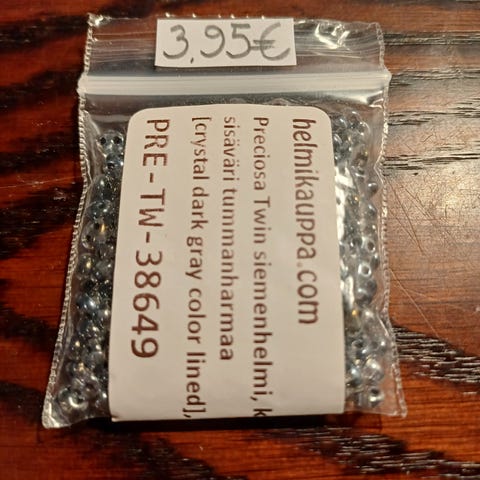 3,95€
helmikauppa.com
Preciosa Twin siemenhelmi, k
sisäväri tummanharmaa
[crystal dark gray color lined],
PRE-TW-38649